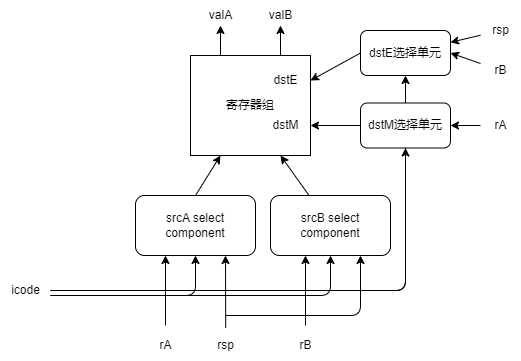 valA
valB
rsp
dstE选择单元
dstE
rB
寄存器组
dstM
dstM选择单元
rA
srcA select
component
srcB select
component
icode
rA
rsp
rB